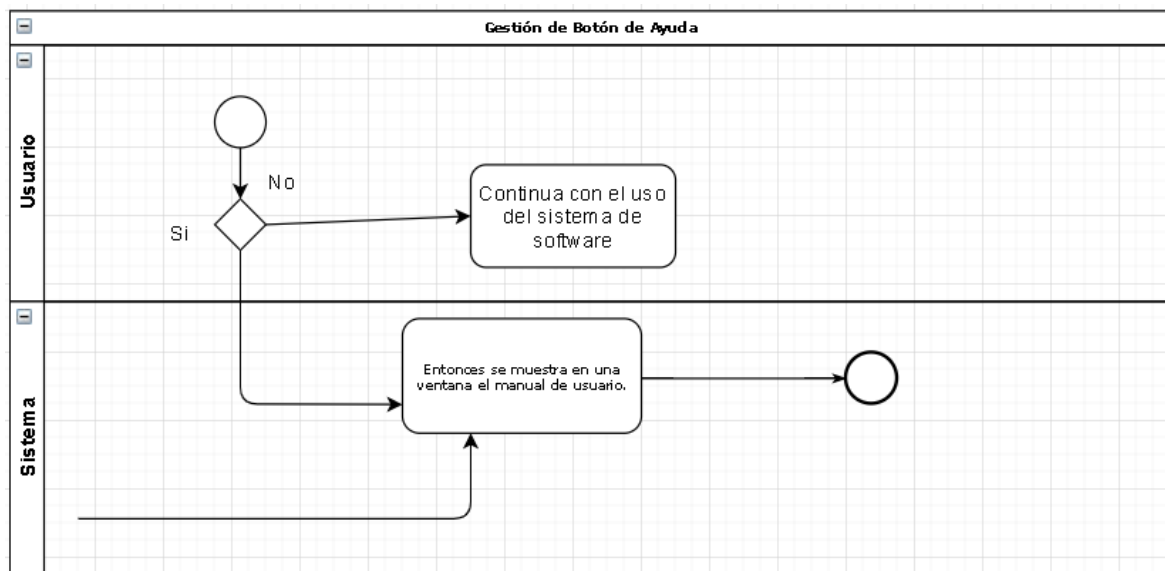 Gestión de Botón de Ayuda
Usuario
No
Si
Continua con el uso
del sistema de
software
Sistema
Entonces se muestra en una
ventana el manual de usuario.